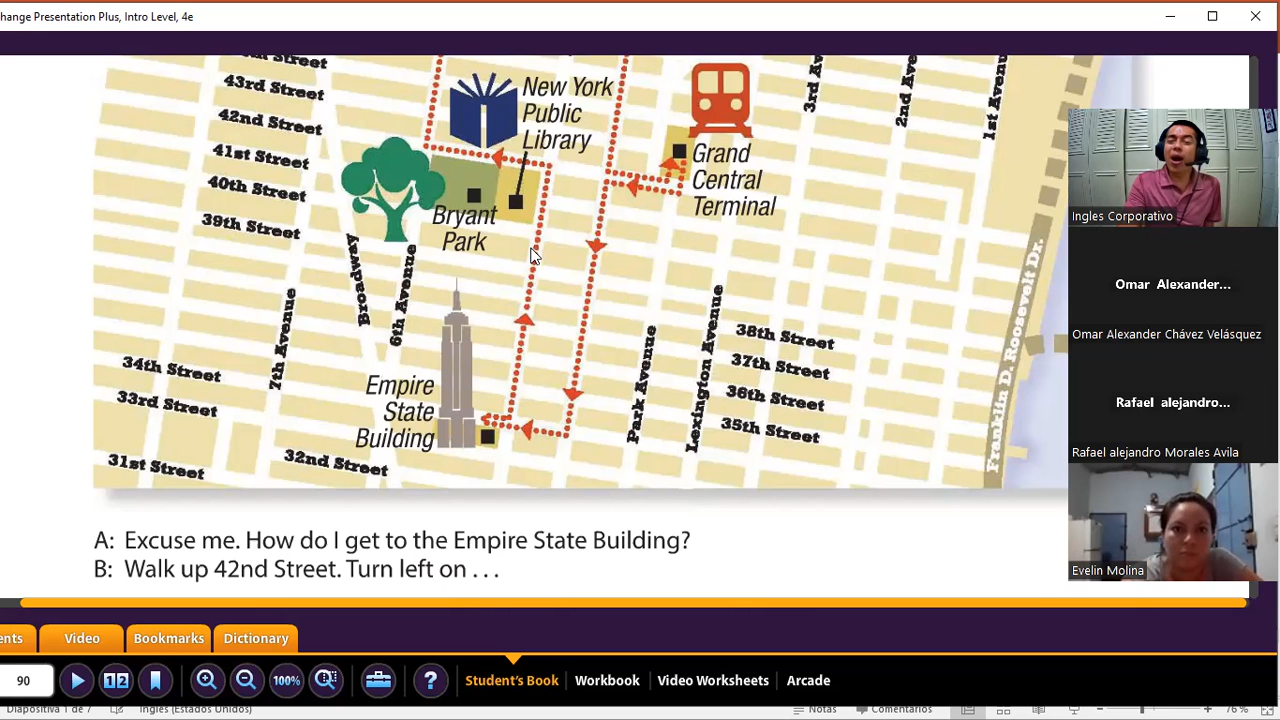 change Presentation Plus, Intro Level, 4e
43rd Street
42nd Street
41st Street
40th Street
39th Street
34th Street
33rd Street
31st Street
32nd Street
7th Avenue
Broadway
6th Avenue
New York
Public
Library
Bryant
Park
Empire
State
Building
Grand
Central
Terminal
Park Avenue
Lexington Avenue
3rd Av
2nd Ave
1st Avenue
38th Street
37th Street
36th Street
35th Street
Franklin D. Roosevelt Dr.
A: Excuse me. How do I get to the Empire State Building?
B: Walk up 42nd Street. Turn left on . . .
Ingles Corporativo
Omar Alexander...
Omar Alexander Chávez Velásquez
Rafael alejandro...
Rafael alejandro Morales Avila
Evelin Molina
ents
Video
Bookmarks
Dictionary
90
12
100%
?
Student's Book
Workbook
Video Worksheets
Arcade
Diapositiva 1 de 7
Inglés (Estados Unidos)
Notas
Comentarios
76 %